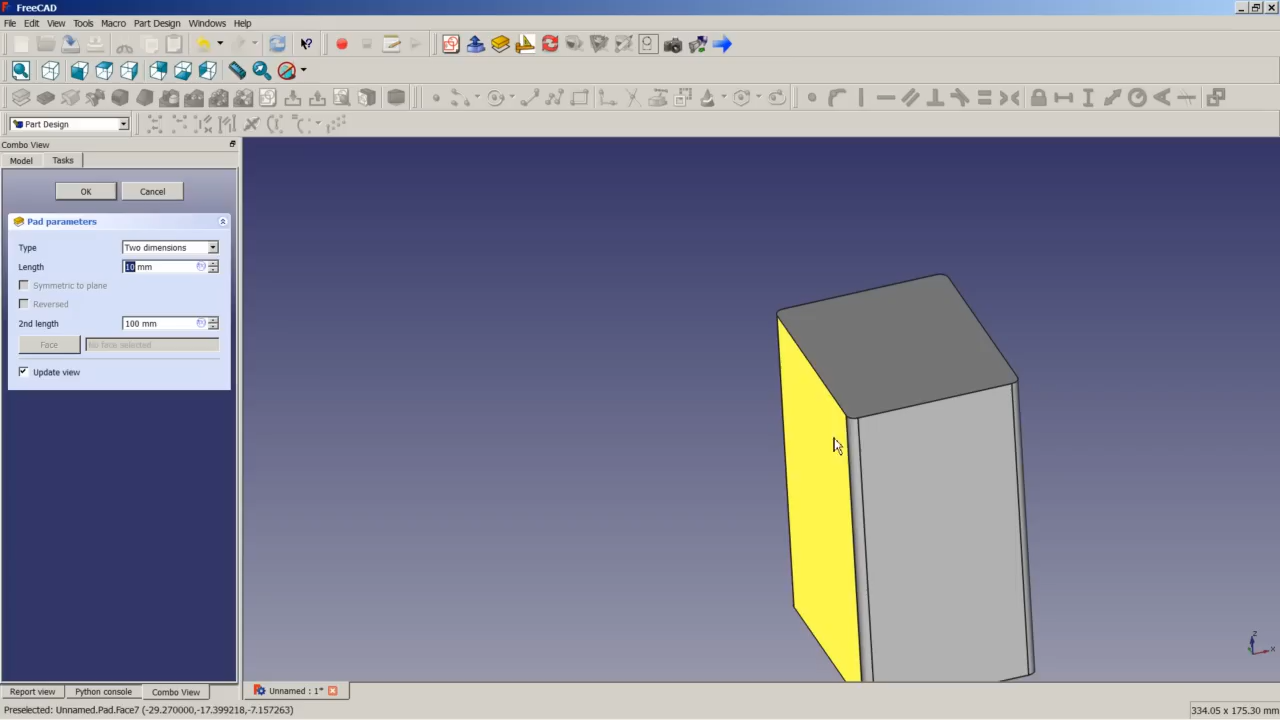 FreeCAD
File Edit View Tools Macro Part Design Windows Help
Part Design
Combo View
Model Tasks
OK Cancel
Pad parameters
Type Two dimensions
Length 10 mm
Symmetric to plane
Reversed
2nd length 100 mm
Face No face selected
Update view
Z
X
Report view Python console Combo View Unnamed : 1*
Preselected: Unnamed.Pad.Face7 (-29.270000,-17.399218,-7.157263) 334.05 x 175.30 mm